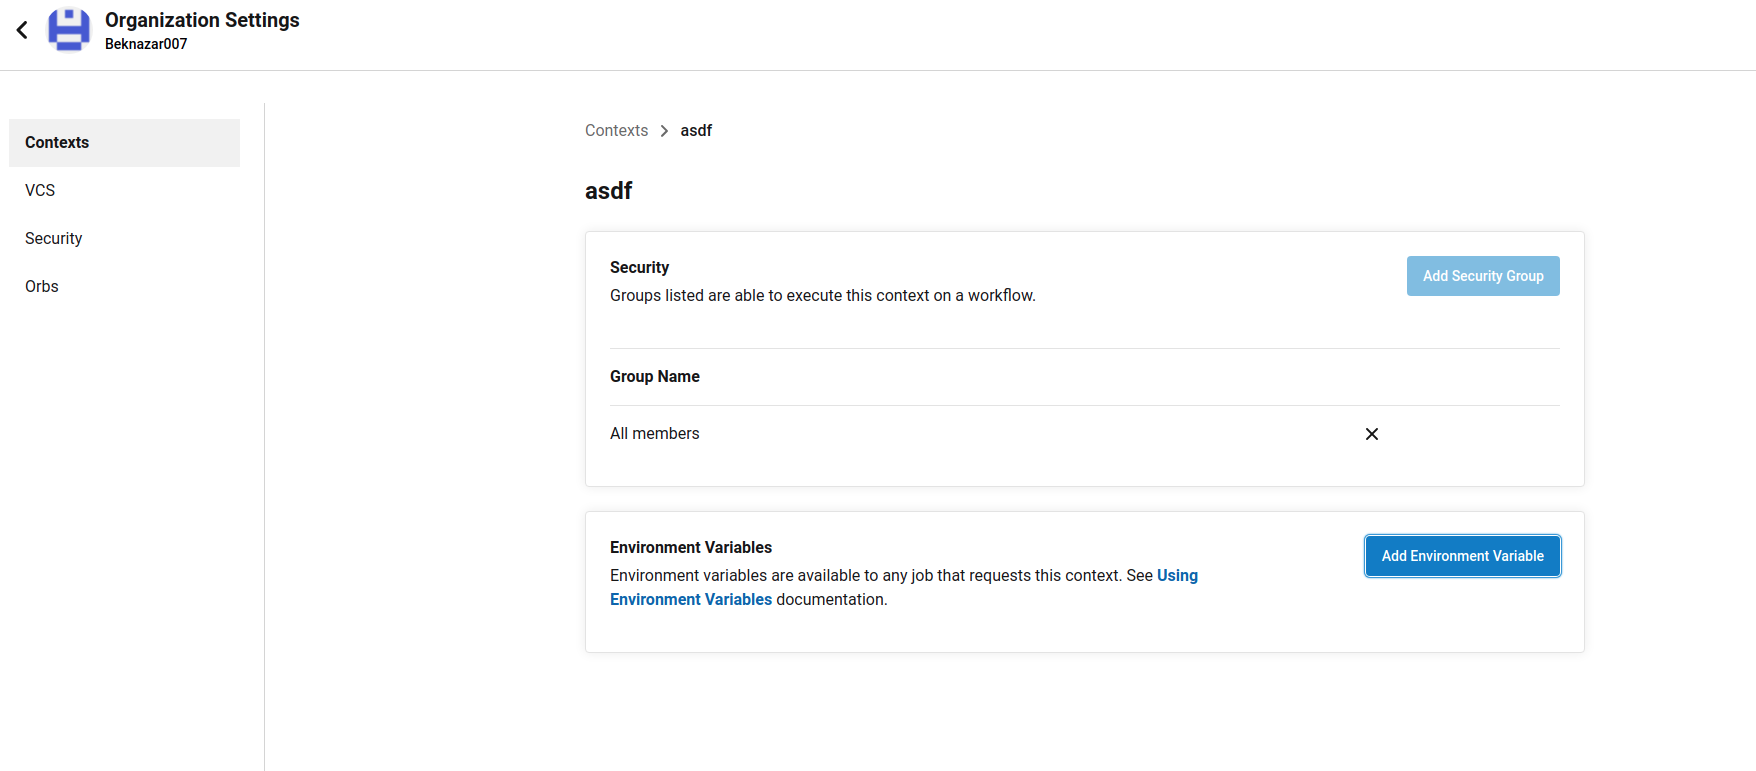 Organization Settings
Beknazar007
Contexts
VCS
Security
Orbs
Contexts > asdf
asdf
Security
Add Security Group
Groups listed are able to execute this context on a workflow.
Group Name
All members
Environment Variables
Add Environment Variable
Environment variables are available to any job that requests this context. See Using
Environment Variables documentation.